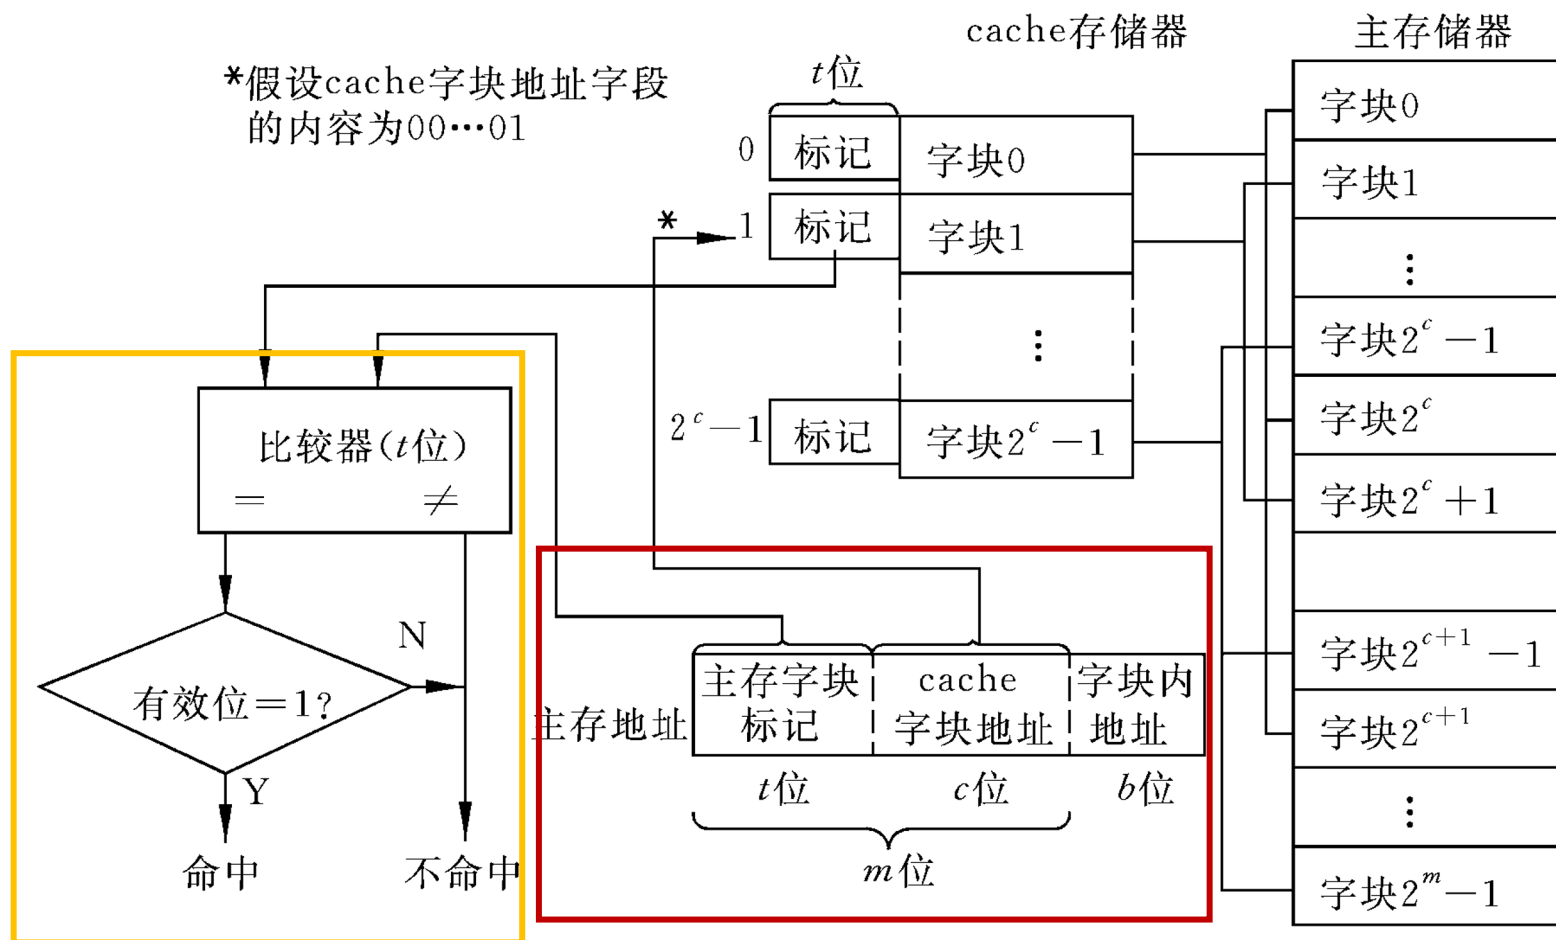 cache存储器
主存储器
*假设cache字块地址字段
的内容为00…01
t位
0
标记
字块0
*
1
标记
字块1
⋮
2^c-1
标记
字块2^c-1
字块0
字块1
⋮
字块2^c-1
字块2^c
字块2^c+1
字块2^{c+1}-1
字块2^{c+1}
⋮
字块2^m-1
比较器(t位)
= ≠
有效位=1?
N
Y
命中
不命中
主存地址
主存字块
标记
cache
字块地址
字块内
地址
t位
c位
b位
m位